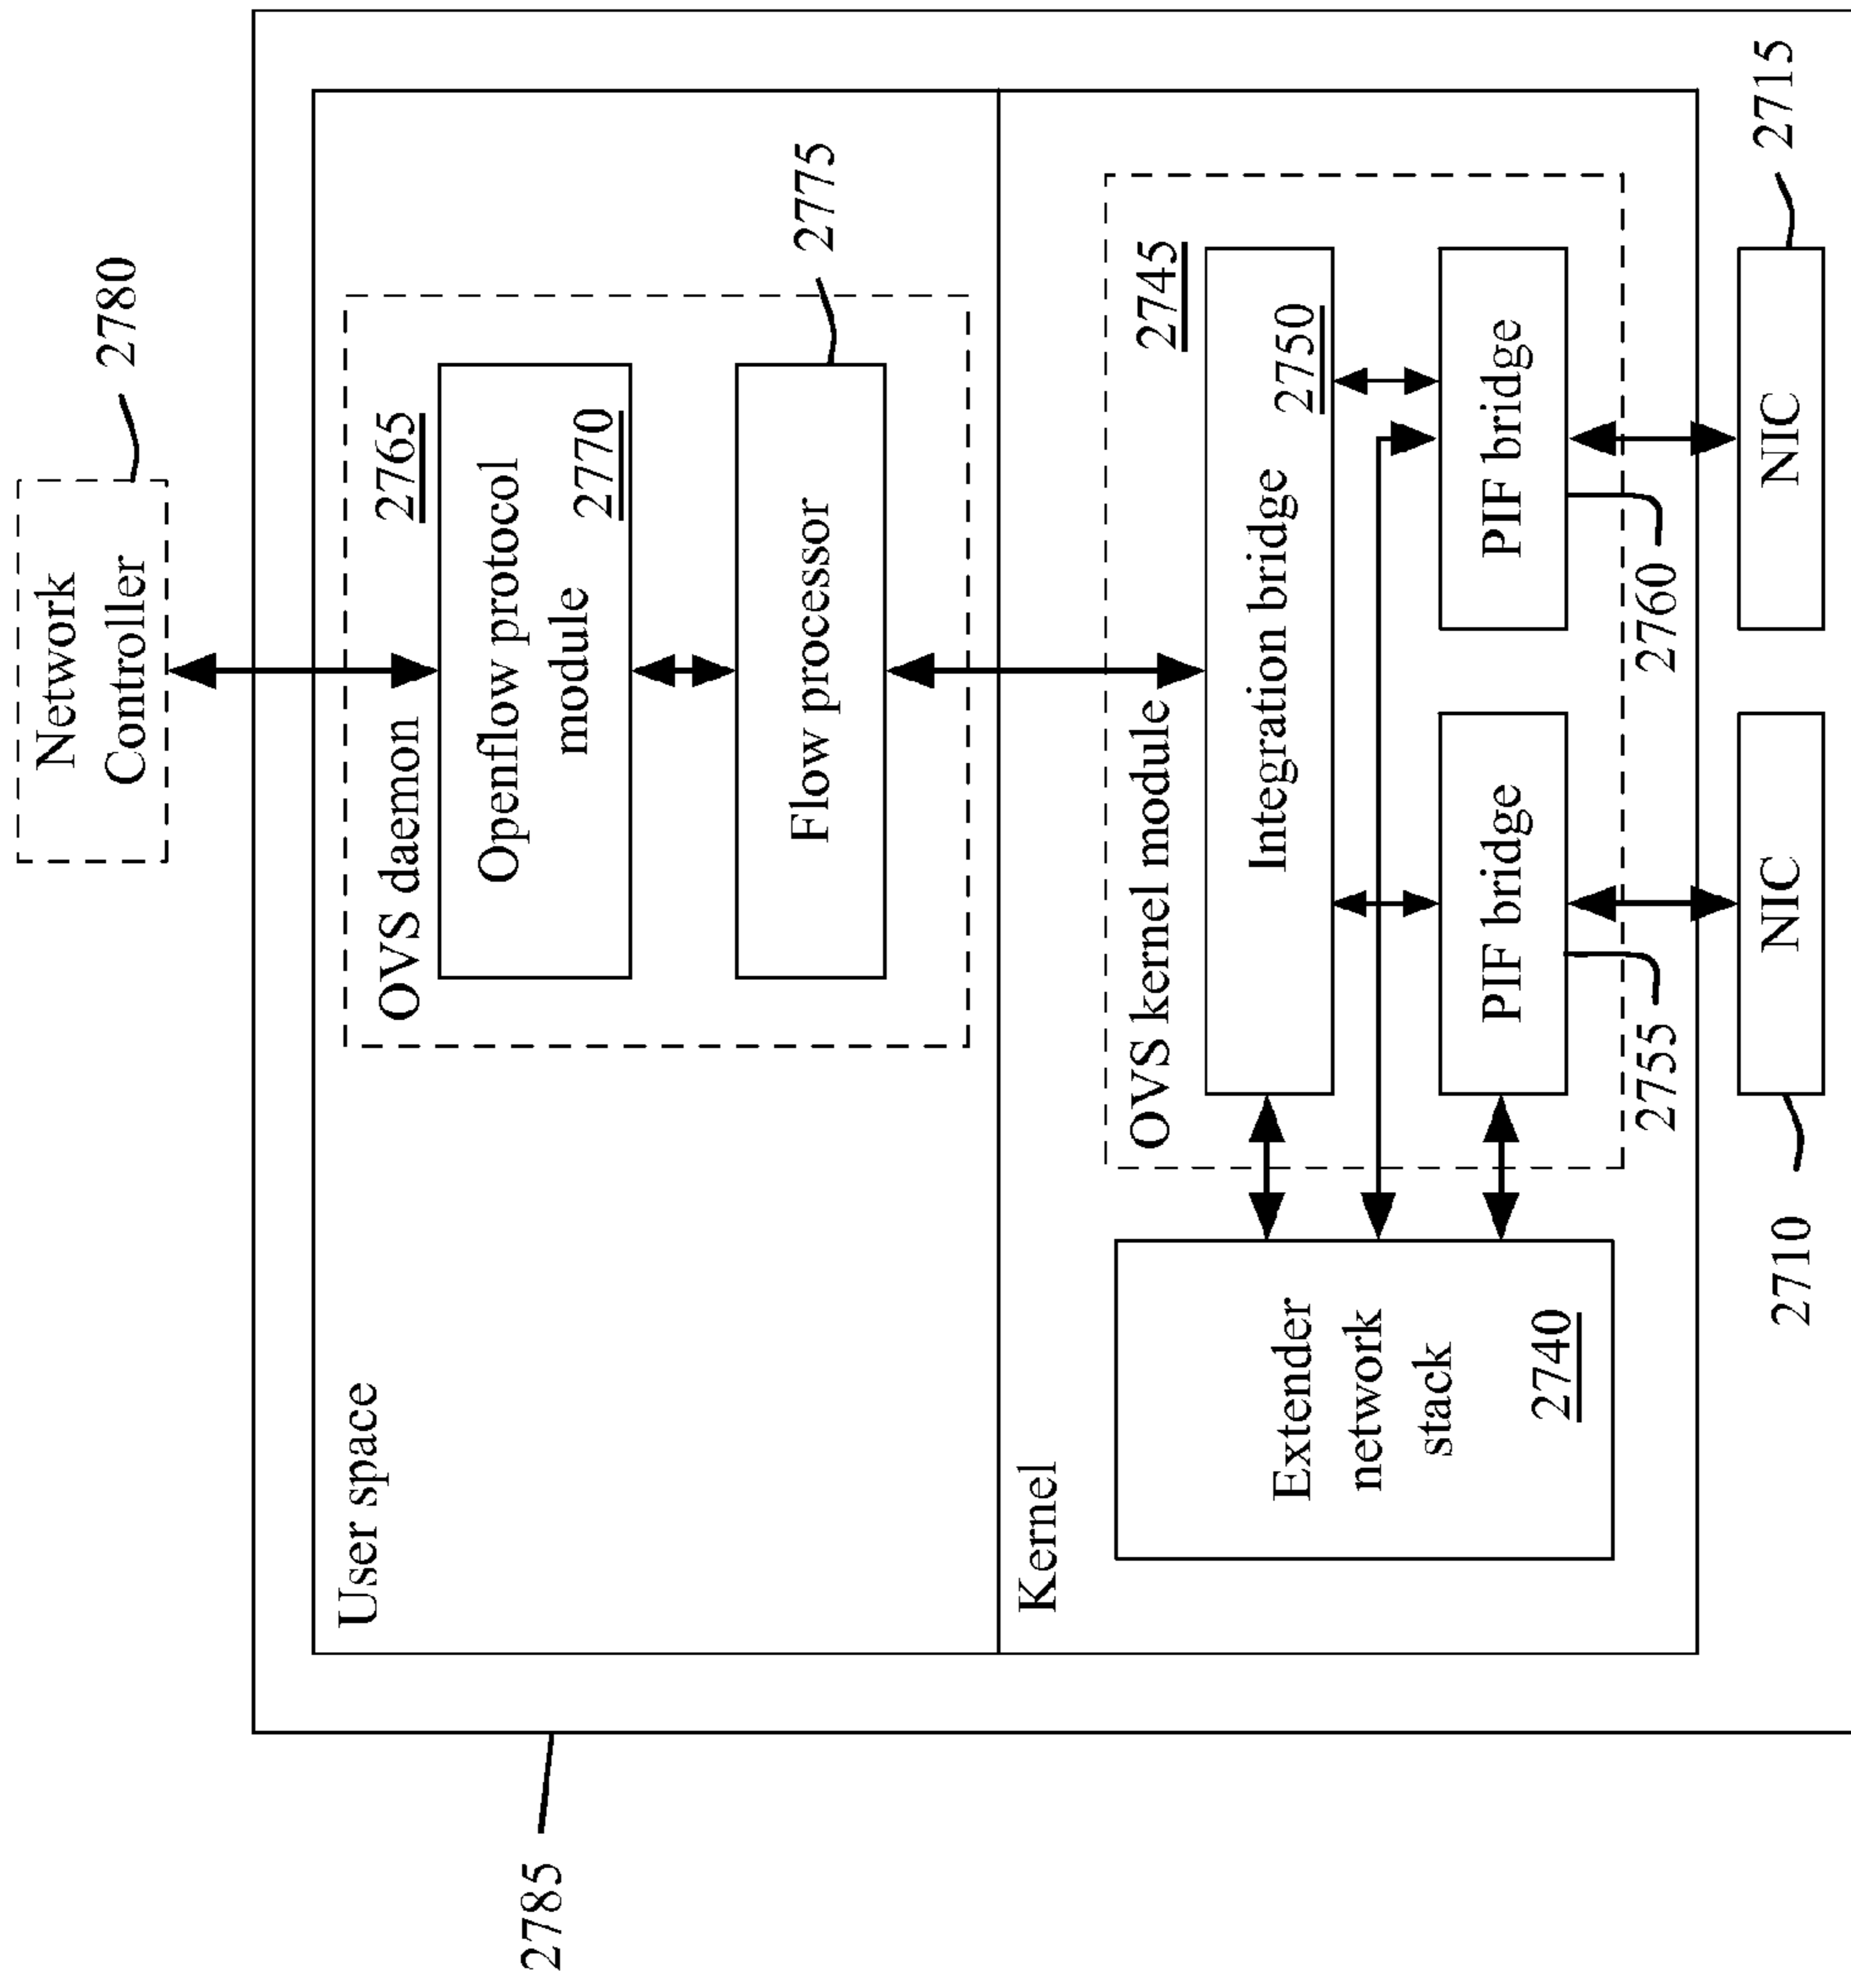 Network
Controller
2780
2785
User space
OVS daemon
2765
Openflow protocol
module
2770
Flow processor
2775
Kernel
OVS kernel module
2745
Integration bridge
2750
Extender
network
stack
2740
PIF bridge
PIF bridge
2755
2760
NIC
NIC
2710
2715